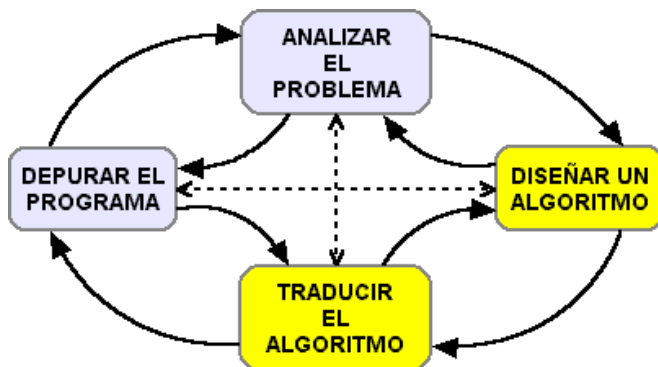 ANALIZAR
EL
PROBLEMA
DEPURAR EL
PROGRAMA
DISEÑAR UN
ALGORITMO
TRADUCIR
EL
ALGORITMO